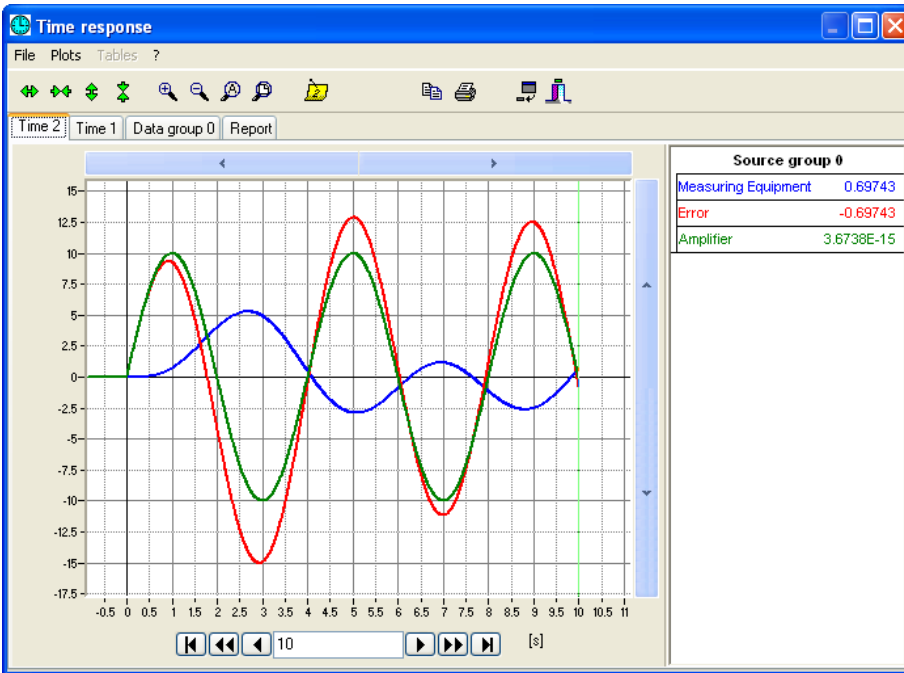 Time response
File Plots Tables ?
Time 2 Time 1 Data group 0 Report
Source group 0
Measuring Equipment 0.69743
Error -0.69743
Amplifier 3.6738E-15
15
12.5
10
7.5
5
2.5
0
-2.5
-5
-7.5
-10
-12.5
-15
-17.5
-0.5 0 0.5 1 1.5 2 2.5 3 3.5 4 4.5 5 5.5 6 6.5 7 7.5 8 8.5 9 9.5 10 10.5 11
10 [s]